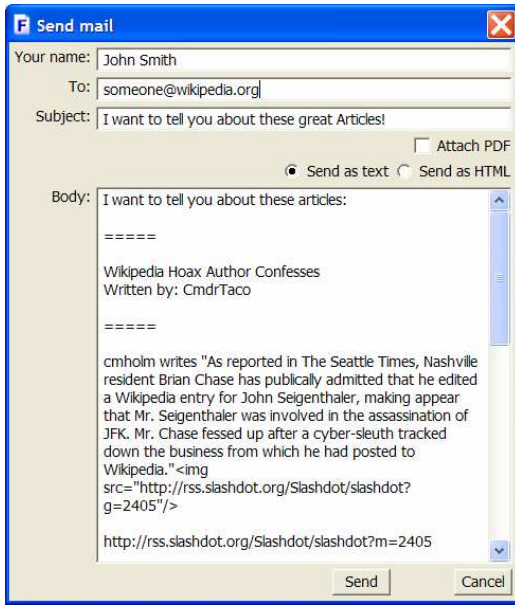 F Send mail
Your name: John Smith
To: someone@wikipedia.org
Subject: I want to tell you about these great Articles!
Attach PDF
Send as text Send as HTML
Body: I want to tell you about these articles:
=====
Wikipedia Hoax Author Confesses
Written by: CmdrTaco
=====
cmholm writes "As reported in The Seattle Times, Nashville
resident Brian Chase has publically admitted that he edited
a Wikipedia entry for John Seigenthaler, making appear
that Mr. Seigenthaler was involved in the assassination of
JFK. Mr. Chase fessed up after a cyber-sleuth tracked
down the business from which he had posted to
Wikipedia."<img
src="http://rss.slashdot.org/Slashdot/slashdot?
g=2405"/>
http://rss.slashdot.org/Slashdot/slashdot?m=2405
Send Cancel